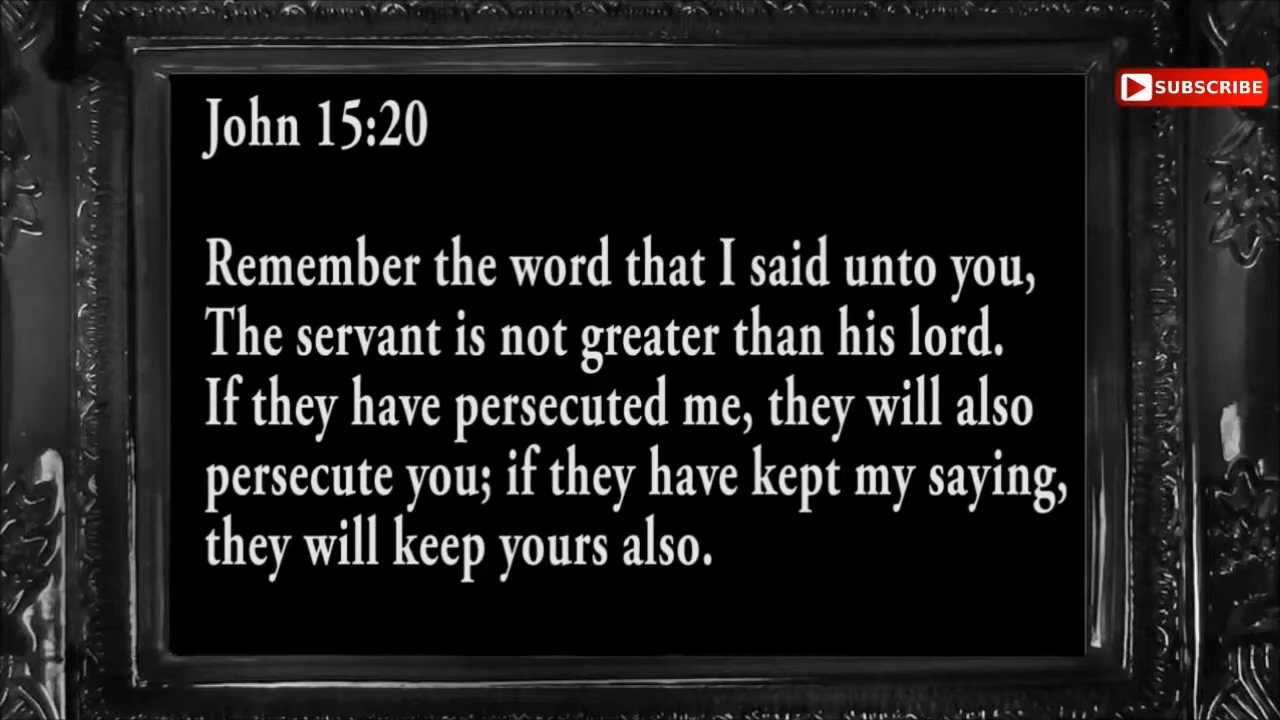 John 15:20
SUBSCRIBE
Remember the word that I said unto you,
The servant is not greater than his lord.
If they have persecuted me, they will also
persecute you; if they have kept my saying,
they will keep yours also.